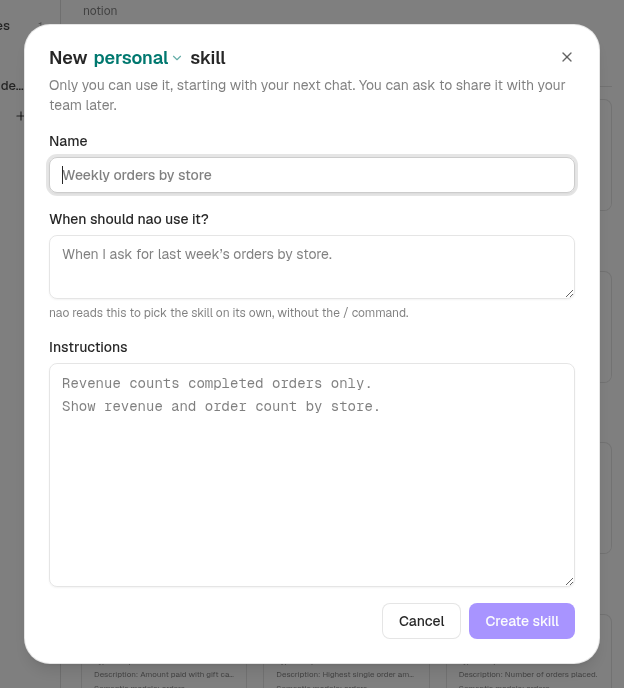 notion
es
de...
+
New personal skill
Only you can use it, starting with your next chat. You can ask to share it with your
team later.
Name
Weekly orders by store
When should nao use it?
When I ask for last week's orders by store.
nao reads this to pick the skill on its own, without the / command.
Instructions
Revenue counts completed orders only.
Show revenue and order count by store.
Cancel
Create skill
Description: Amount paid with gift ca...
Description: Highest single order am...
Description: Number of orders placed.